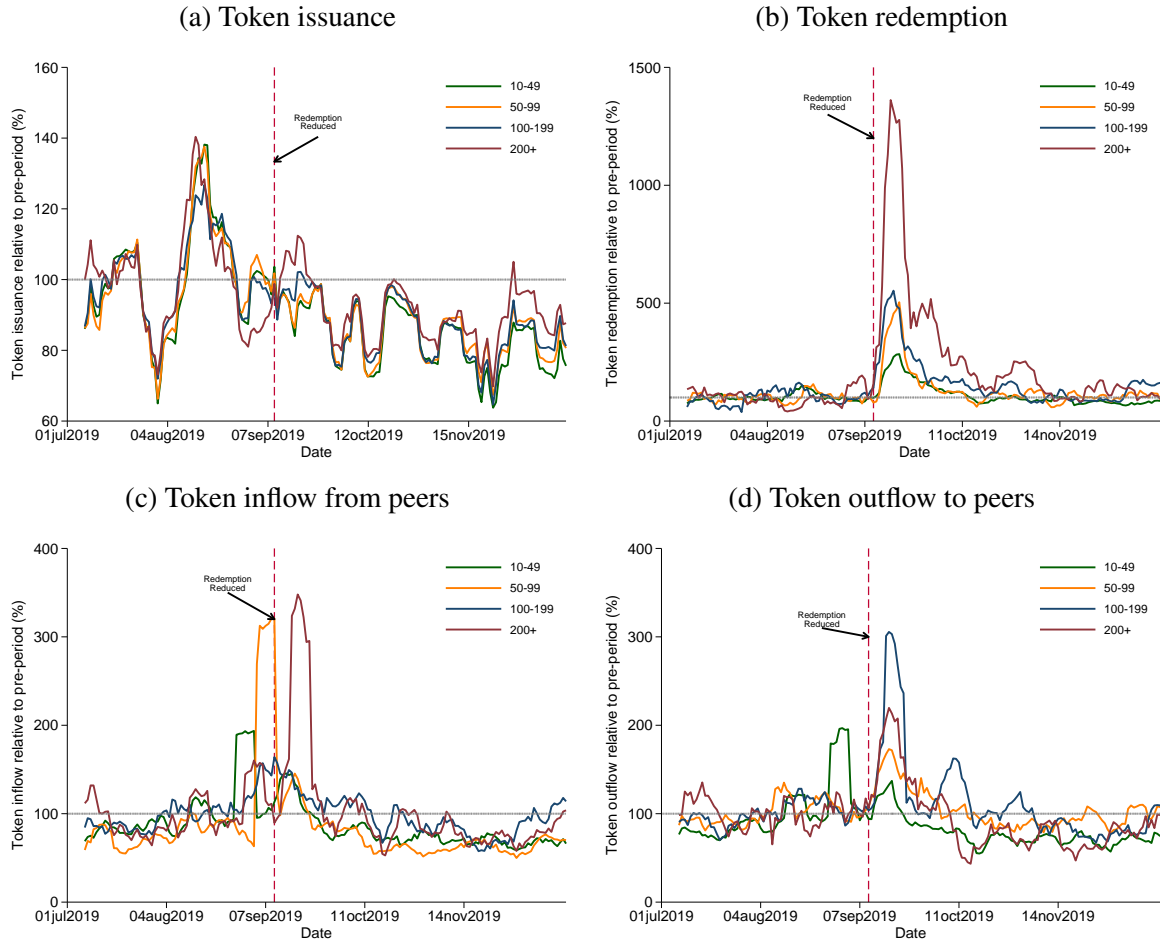 (a) Token issuance
Token issuance relative to pre-period (%)
160
140
120
100
80
60
01jul2019
04aug2019
07sep2019
12oct2019
15nov2019
Date
Redemption
Reduced
10-49
50-99
100-199
200+
(b) Token redemption
Token redemption relative to pre-period (%)
1500
1000
500
0
01jul2019
04aug2019
07sep2019
11oct2019
14nov2019
Date
Redemption
Reduced
10-49
50-99
100-199
200+
(c) Token inflow from peers
Token inflow relative to pre-period (%)
400
300
200
100
0
01jul2019
04aug2019
07sep2019
11oct2019
14nov2019
Date
Redemption
Reduced
10-49
50-99
100-199
200+
(d) Token outflow to peers
Token outflow relative to pre-period (%)
400
300
200
100
0
01jul2019
04aug2019
07sep2019
11oct2019
14nov2019
Date
Redemption
Reduced
10-49
50-99
100-199
200+